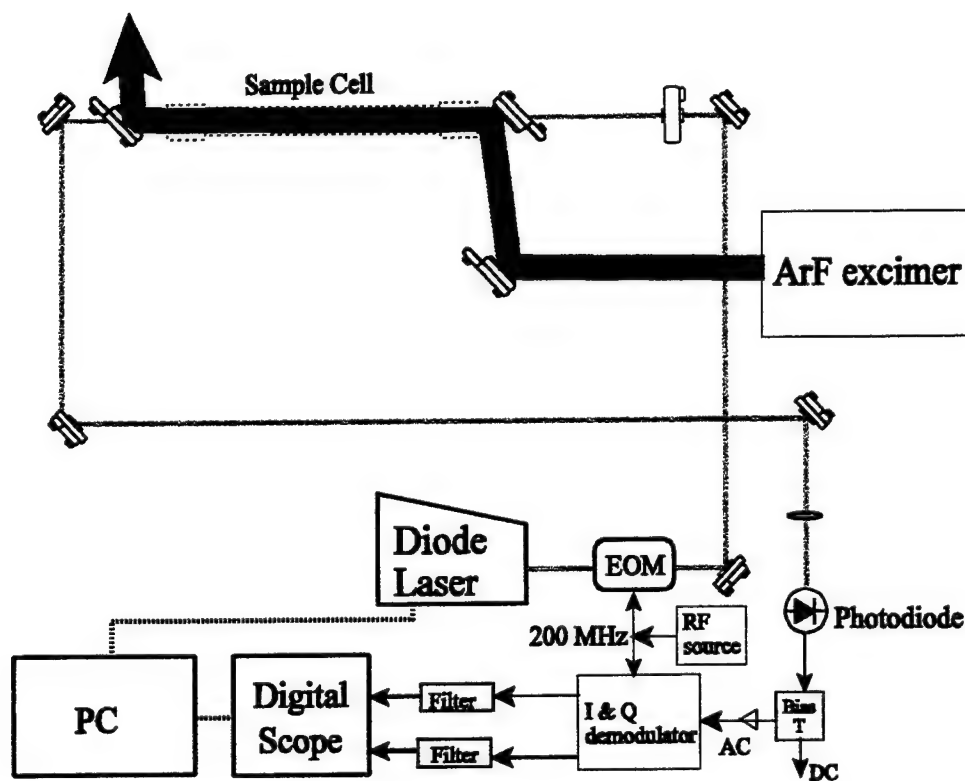 Sample Cell
ArF excimer
Diode
Laser
EOM
Photodiode
200 MHz
RF
source
PC
Digital
Scope
Filter
Filter
I & Q
demodulator
AC
Bias
T
DC